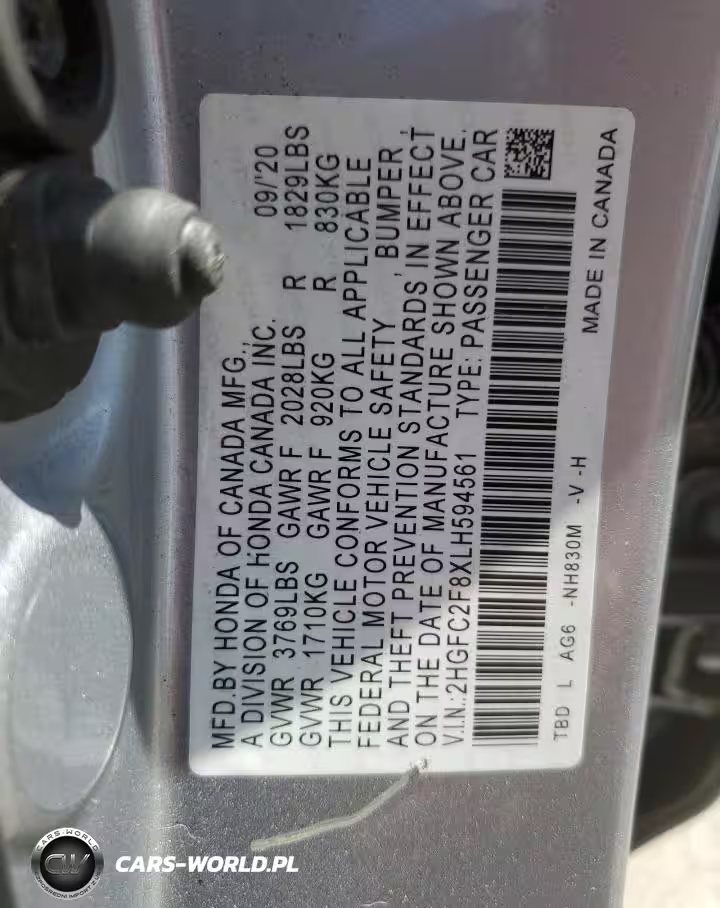 MFD.BY HONDA OF CANADA MFG.,
A DIVISION OF HONDA CANADA INC. 09/'20
GVWR 3769LBS GAWR F 2028LBS R 1829LBS
GVWR 1710KG GAWR F 920KG R 830KG
THIS VEHICLE CONFORMS TO ALL APPLICABLE
FEDERAL MOTOR VEHICLE SAFETY , BUMPER ,
AND THEFT PREVENTION STANDARDS IN EFFECT
ON THE DATE OF MANUFACTURE SHOWN ABOVE.
V.I.N.:2HGFC2F8XLH594561 TYPE: PASSENGER CAR
TBD L AG6 -NH830M -V -H MADE IN CANADA
CARS-WORLD
CW
CARS-WORLD.PL